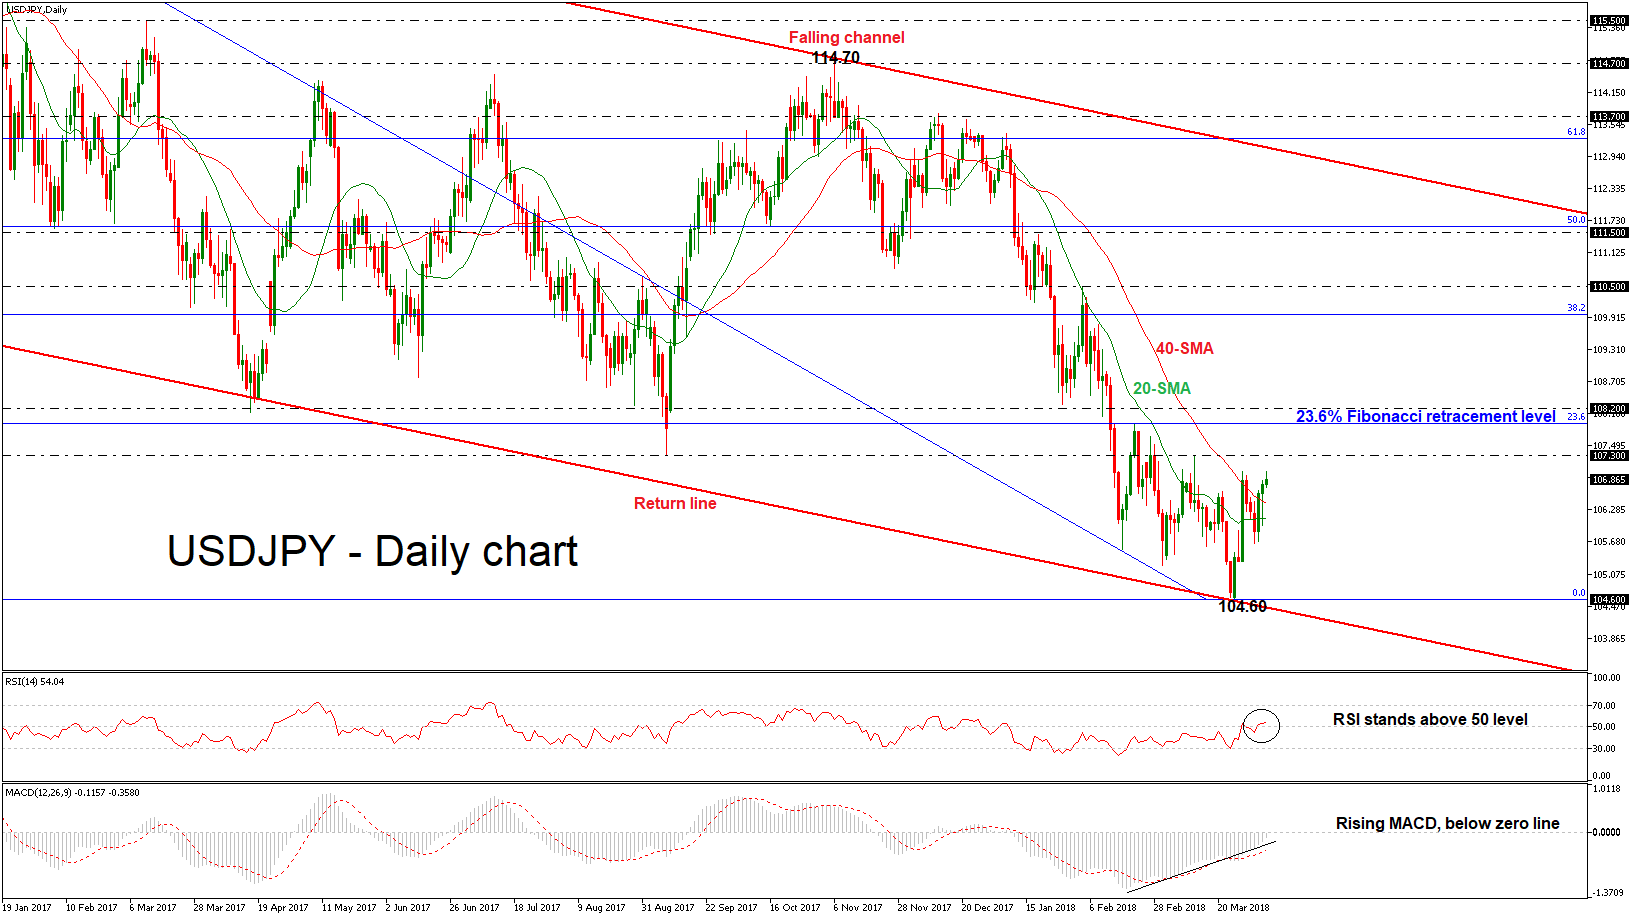 USDJPY,Daily
Falling channel
114.70
40-SMA
20-SMA
23.6% Fibonacci retracement level
Return line
USDJPY - Daily chart
104.60
61.8
50.0
38.2
23.6
0.0
115.500
115.360
114.700
114.150
113.700
113.545
112.940
112.335
111.730
111.500
111.125
110.500
109.915
109.310
108.705
108.200
107.495
107.300
106.865
106.285
105.680
105.075
104.600
104.470
103.865
RSI(14) 54.04
RSI stands above 50 level
100.00
70.00
50.00
30.00
0.00
MACD(12,26,9) -0.1157 -0.3580
Rising MACD, below zero line
1.0118
0.0000
-1.3709
19 Jan 2017
10 Feb 2017
6 Mar 2017
28 Mar 2017
19 Apr 2017
11 May 2017
2 Jun 2017
26 Jun 2017
18 Jul 2017
9 Aug 2017
31 Aug 2017
22 Sep 2017
16 Oct 2017
6 Nov 2017
28 Nov 2017
20 Dec 2017
15 Jan 2018
6 Feb 2018
28 Feb 2018
20 Mar 2018